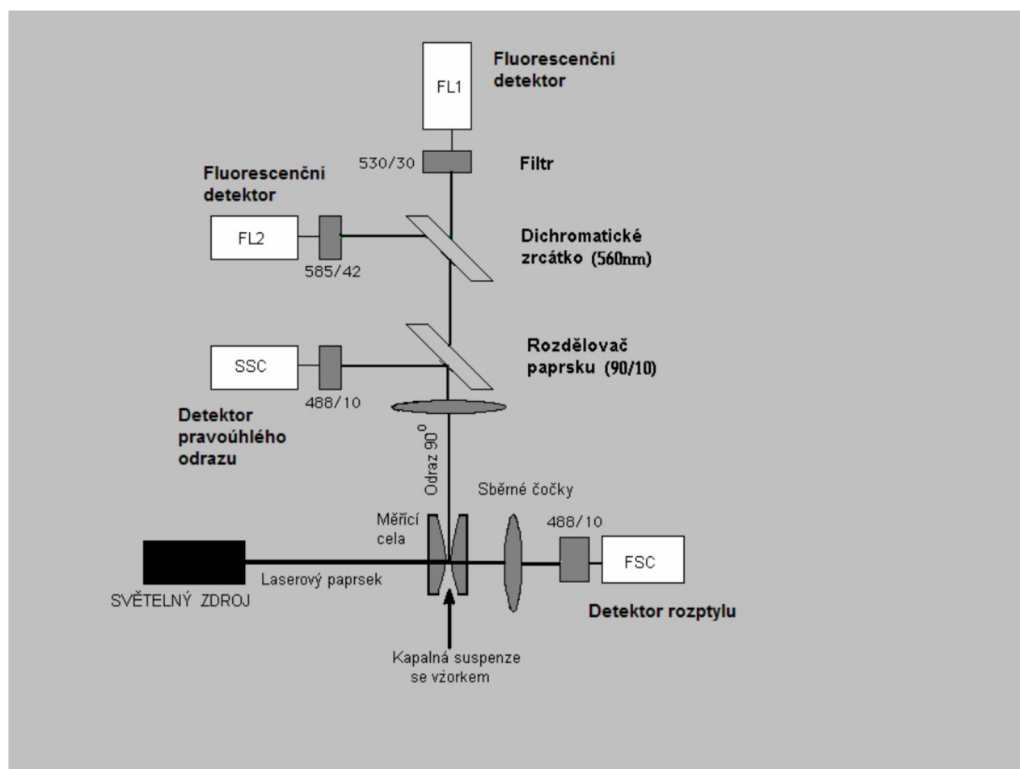 FL1
Fluorescenční
detektor
530/30
Filtr
Fluorescenční
detektor
FL2
585/42
Dichromatické
zrcátko (560nm)
Rozdělovač
paprsku (90/10)
SSC
488/10
Detektor
pravoúhlého
odrazu
Odraz 90°
Sběrné čočky
Měřící
cela
488/10
FSC
Laserový paprsek
SVĚTELNÝ ZDROJ
Detektor rozptylu
Kapalná suspenze
se vzorkem